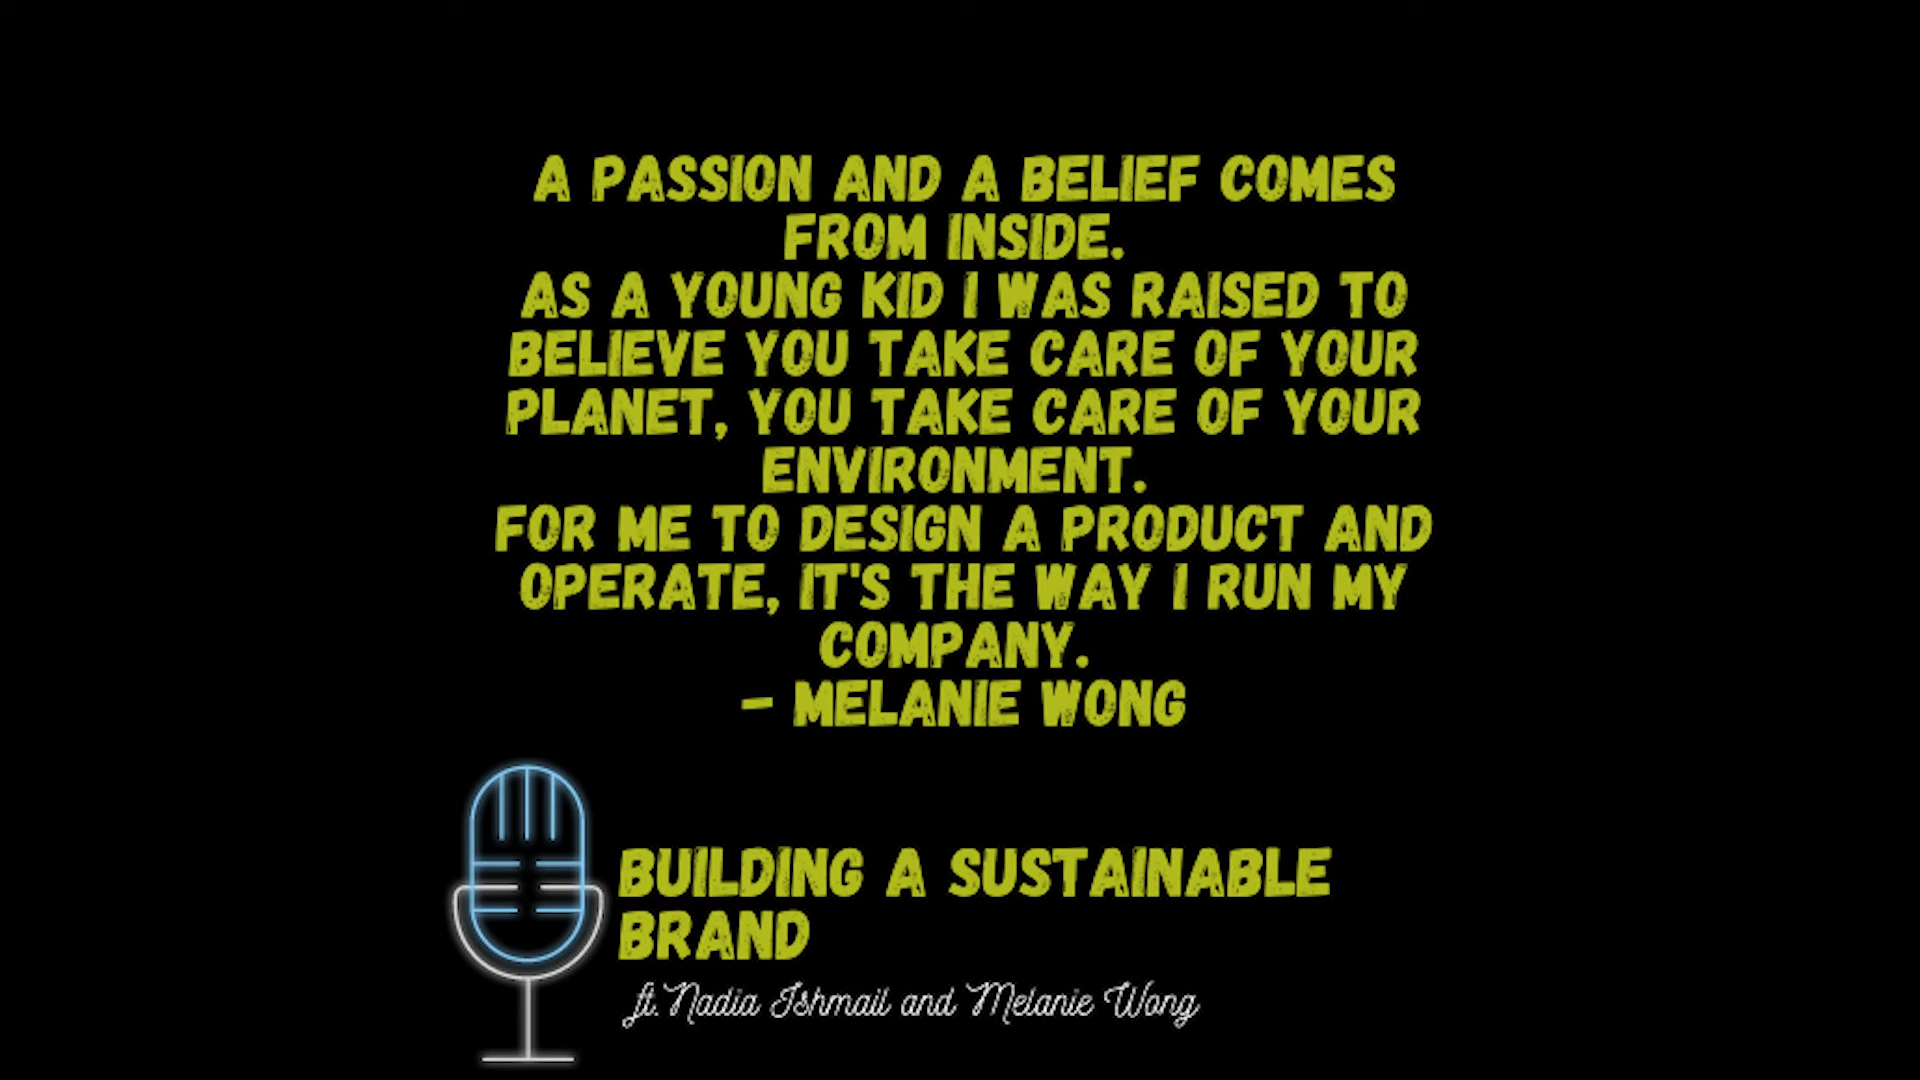 A PASSION AND A BELIEF COMES
FROM INSIDE.
AS A YOUNG KID I WAS RAISED TO
BELIEVE YOU TAKE CARE OF YOUR
PLANET, YOU TAKE CARE OF YOUR
ENVIRONMENT.
FOR ME TO DESIGN A PRODUCT AND
OPERATE, IT'S THE WAY I RUN MY
COMPANY.
- MELANIE WONG
BUILDING A SUSTAINABLE
BRAND
ft. Nadia Ishmail and Melanie Wong